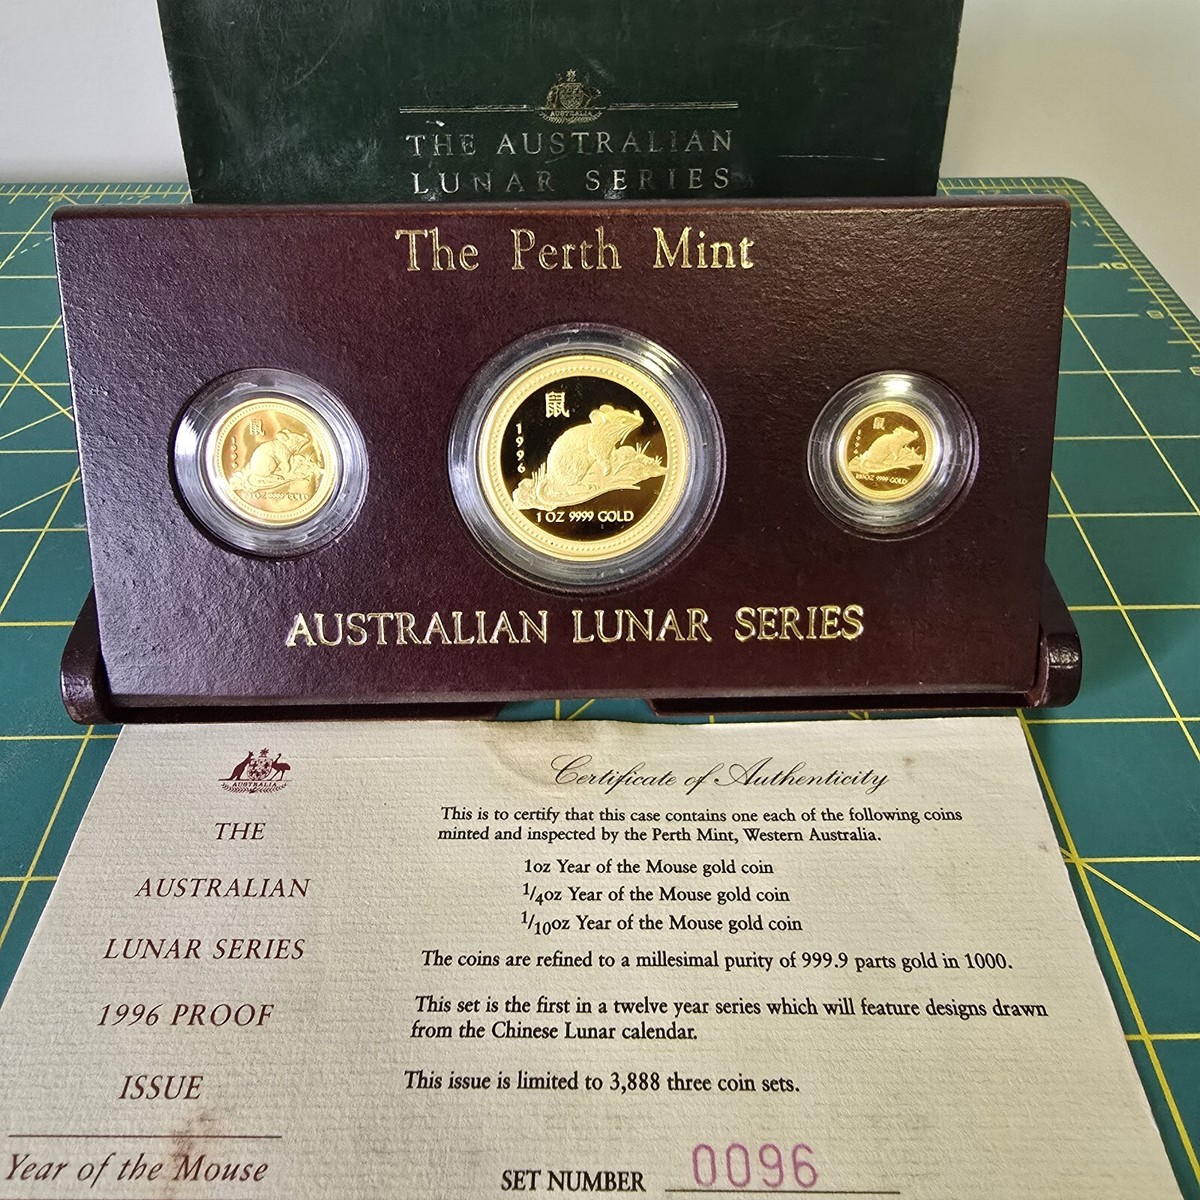 AUSTRALIA
THE AUSTRALIAN
LUNAR SERIES
The Perth Mint
鼠
1996
鼠
1996
1 OZ 9999 GOLD
鼠
1996
AUSTRALIAN LUNAR SERIES
AUSTRALIA
THE
AUSTRALIAN
LUNAR SERIES
1996 PROOF
ISSUE
Year of the Mouse
Certificate of Authenticity
This is to certify that this case contains one each of the following coins
minted and inspected by the Perth Mint, Western Australia.
1oz Year of the Mouse gold coin
1/4oz Year of the Mouse gold coin
1/10oz Year of the Mouse gold coin
The coins are refined to a millesimal purity of 999.9 parts gold in 1000.
This set is the first in a twelve year series which will feature designs drawn
from the Chinese Lunar calendar.
This issue is limited to 3,888 three coin sets.
SET NUMBER 0096